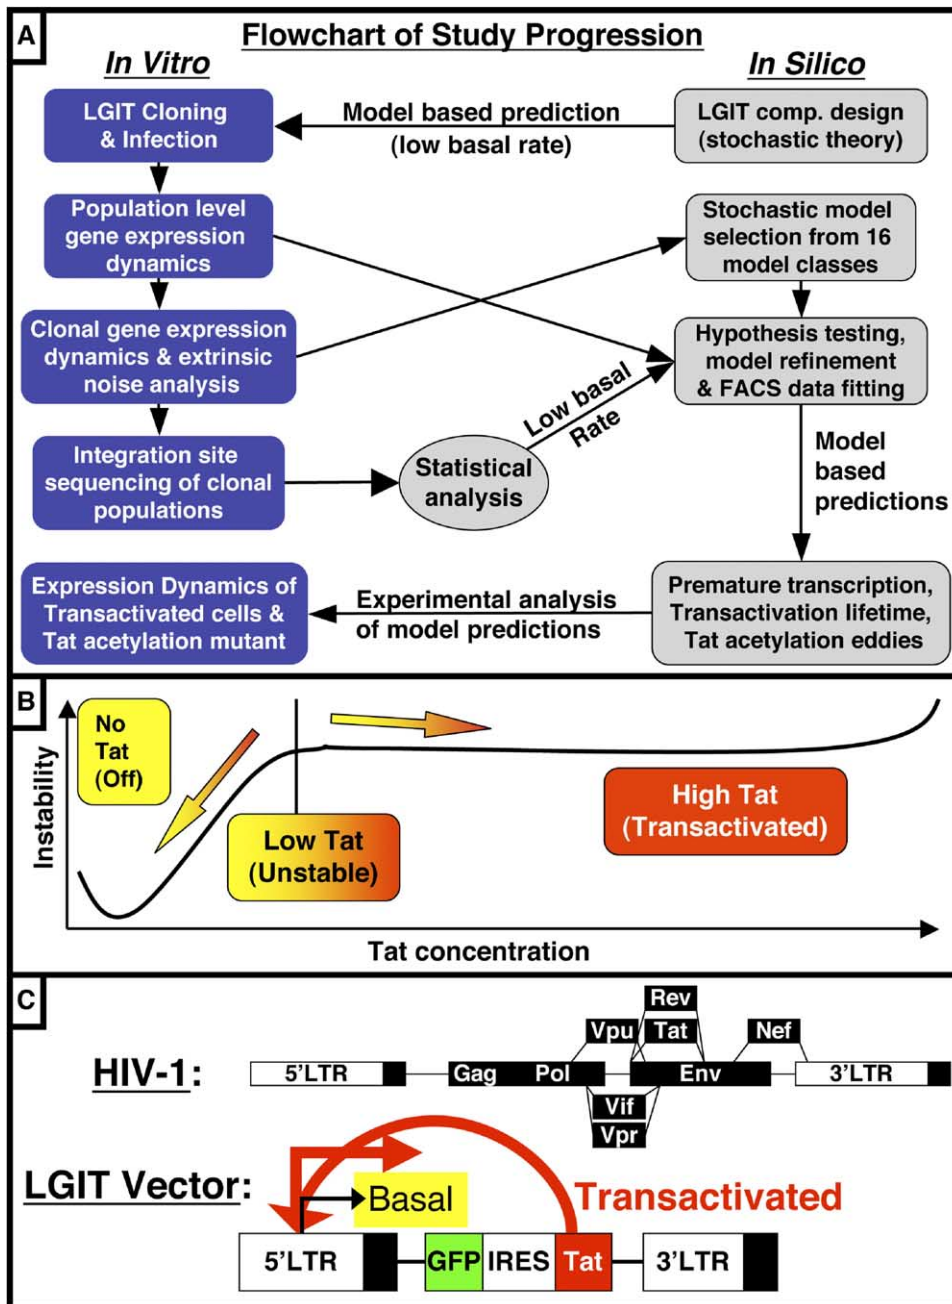 A
Flowchart of Study Progression
In Vitro
In Silico
LGIT Cloning
& Infection
Model based prediction
(low basal rate)
LGIT comp. design
(stochastic theory)
Population level
gene expression
dynamics
Stochastic model
selection from 16
model classes
Clonal gene expression
dynamics & extrinsic
noise analysis
Hypothesis testing,
model refinement
& FACS data fitting
Low basal
Rate
Integration site
sequencing of clonal
populations
Statistical
analysis
Model
based
predictions
Expression Dynamics of
Transactivated cells &
Tat acetylation mutant
Experimental analysis
of model predictions
Premature transcription,
Transactivation lifetime,
Tat acetylation eddies
B
Instability
No
Tat
(Off)
Low Tat
(Unstable)
High Tat
(Transactivated)
Tat concentration
C
HIV-1:
Rev
Vpu
Tat
Nef
5'LTR
Gag
Pol
Env
3'LTR
Vif
Vpr
LGIT Vector:
Basal
Transactivated
5'LTR
GFP
IRES
Tat
3'LTR